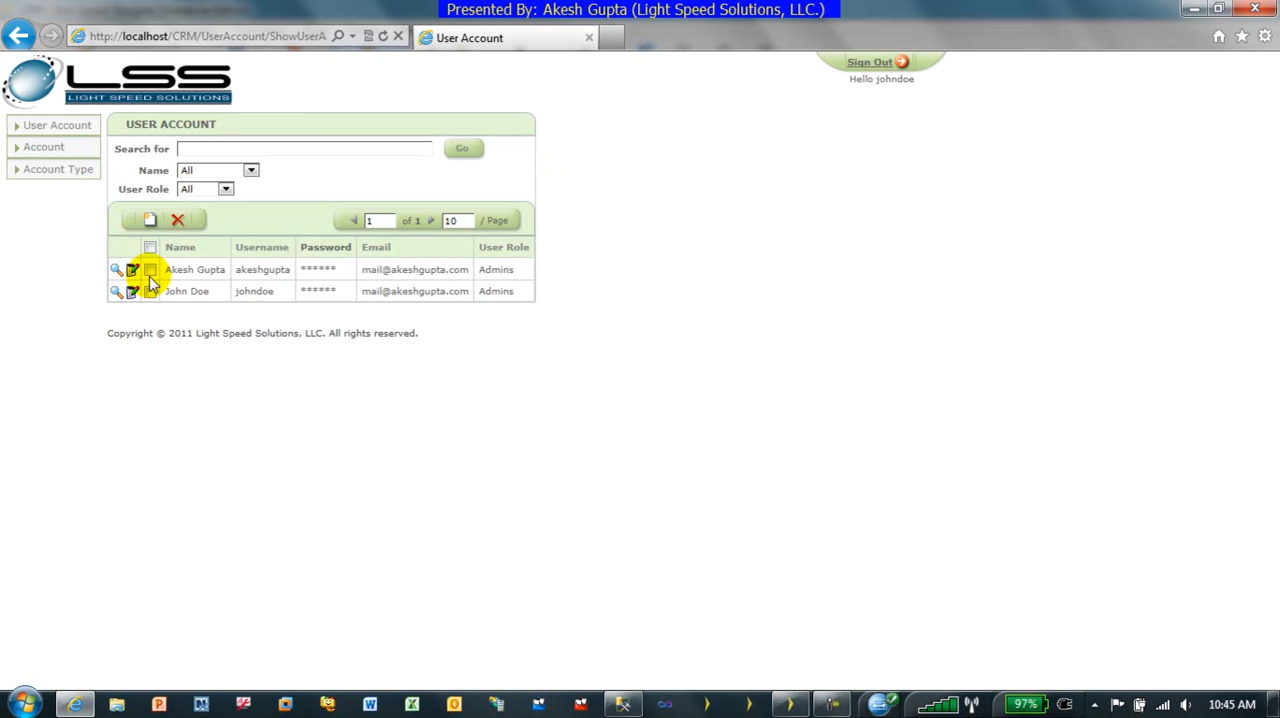 Presented By: Akesh Gupta (Light Speed Solutions, LLC.)
http://localhost/CRM/UserAccount/ShowUserA
User Account
LSS
LIGHT SPEED SOLUTIONS
Sign Out
Hello johndoe
User Account
Account
Account Type
USER ACCOUNT
Search for
Go
Name All
User Role All
1 of 1 10 / Page
Name Username Password Email User Role
Akesh Gupta akeshgupta ****** mail@akeshgupta.com Admins
John Doe johndoe ****** mail@akeshgupta.com Admins
Copyright © 2011 Light Speed Solutions, LLC. All rights reserved.
97%
10:45 AM